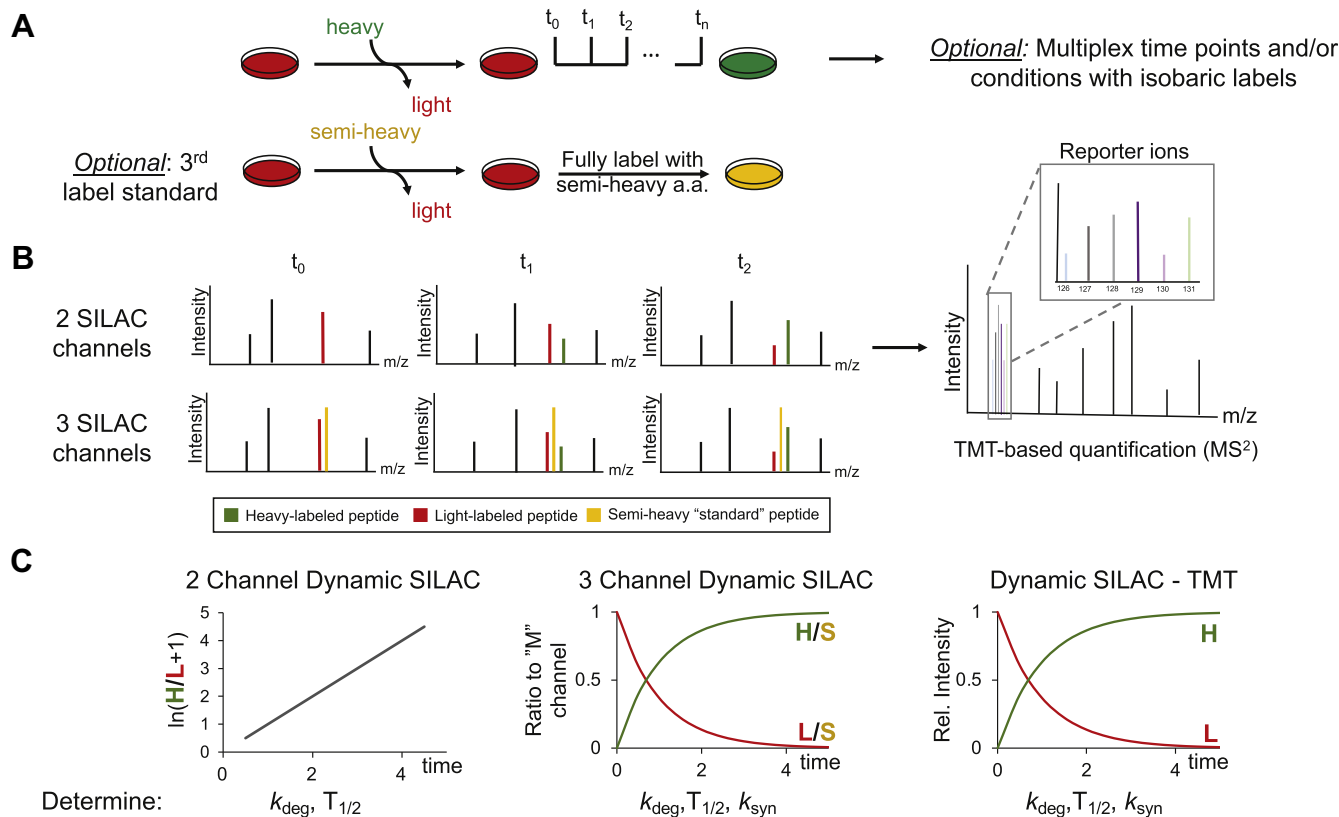 A
heavy
light
t0 t1 t2 ... tn
Optional: Multiplex time points and/or
conditions with isobaric labels
Optional: 3rd
label standard
semi-heavy
light
Fully label with
semi-heavy a.a.
Reporter ions
126 127 128 129 130 131
Intensity
m/z
TMT-based quantification (MS2)
B
t0 t1 t2
2 SILAC
channels
Intensity m/z Intensity m/z Intensity m/z
3 SILAC
channels
Intensity m/z Intensity m/z Intensity m/z
Heavy-labeled peptide Light-labeled peptide Semi-heavy “standard” peptide
C
2 Channel Dynamic SILAC
ln(H/L+1)
5
4
3
2
1
0
0 2 4 time
3 Channel Dynamic SILAC
Ratio to ”M”
channel
1
0.5
0
H/S
L/S
0 2 4 time
Dynamic SILAC - TMT
Rel. Intensity
1
0.5
0
H
L
0 2 4 time
Determine: kdeg, T1/2 kdeg,T1/2, ksyn kdeg,T1/2, ksyn